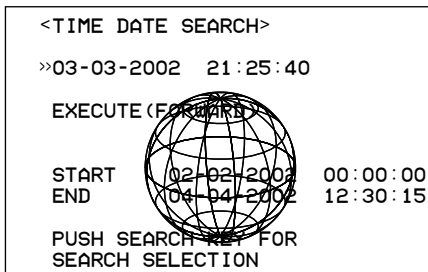 <TIME DATE SEARCH>
»03-03-2002 21:25:40
EXECUTE(FORWARD)
START 02-02-2002 00:00:00
END 04-04-2002 12:30:15
PUSH SEARCH KEY FOR
SEARCH SELECTION